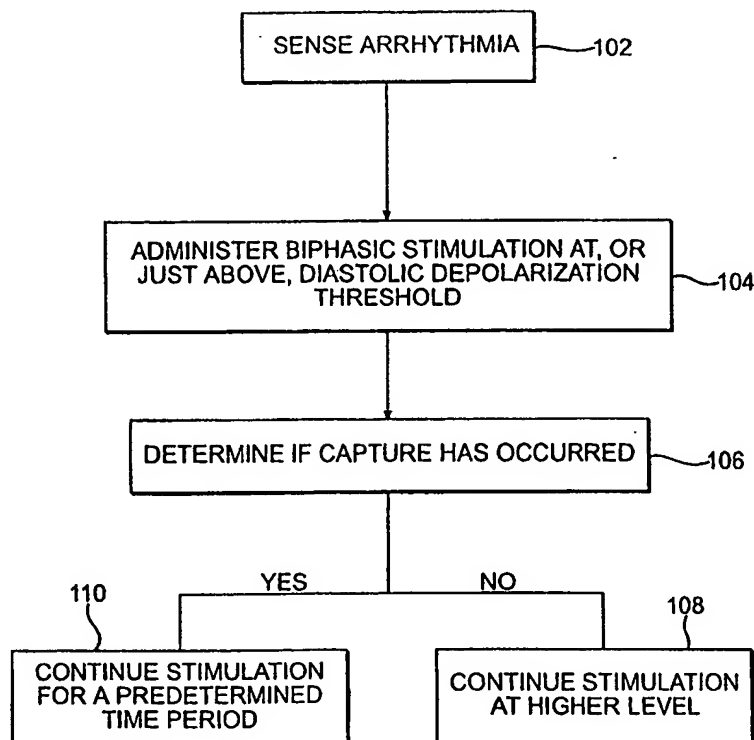 SENSE ARRHYTHMIA
102
ADMINISTER BIPHASIC STIMULATION AT, OR
JUST ABOVE, DIASTOLIC DEPOLARIZATION
THRESHOLD
104
DETERMINE IF CAPTURE HAS OCCURRED
106
YES
NO
110
CONTINUE STIMULATION
FOR A PREDETERMINED
TIME PERIOD
108
CONTINUE STIMULATION
AT HIGHER LEVEL